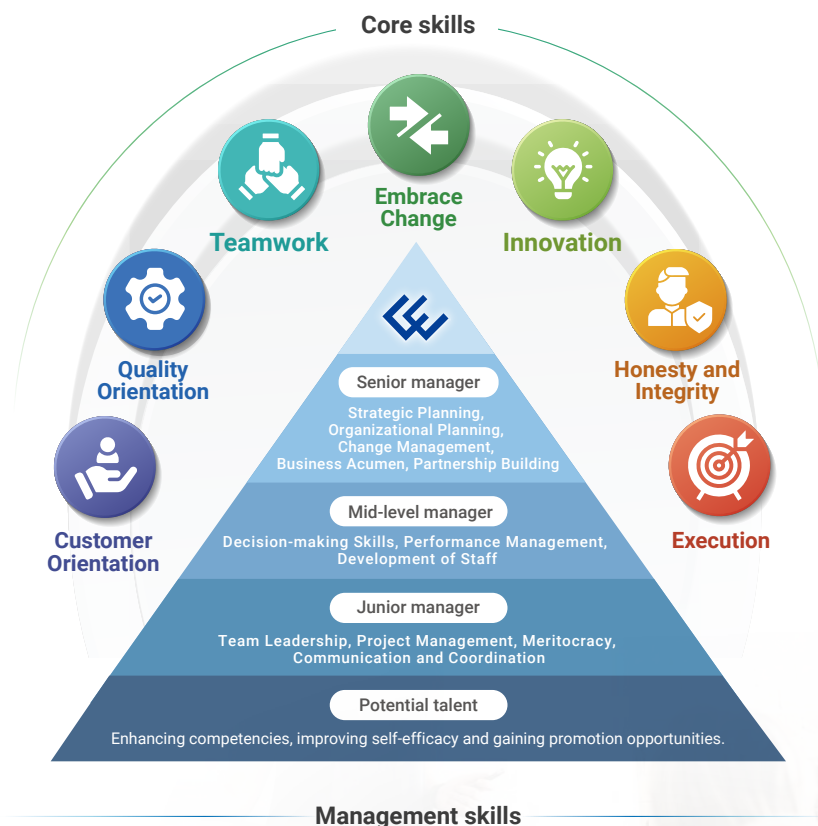 Core skills
Embrace
Change
Teamwork
Innovation
Quality
Orientation
Honesty and
Integrity
Customer
Orientation
Execution
Senior manager
Strategic Planning,
Organizational Planning,
Change Management,
Business Acumen, Partnership Building
Mid-level manager
Decision-making Skills, Performance Management,
Development of Staff
Junior manager
Team Leadership, Project Management, Meritocracy,
Communication and Coordination
Potential talent
Enhancing competencies, improving self-efficacy and gaining promotion opportunities.
Management skills